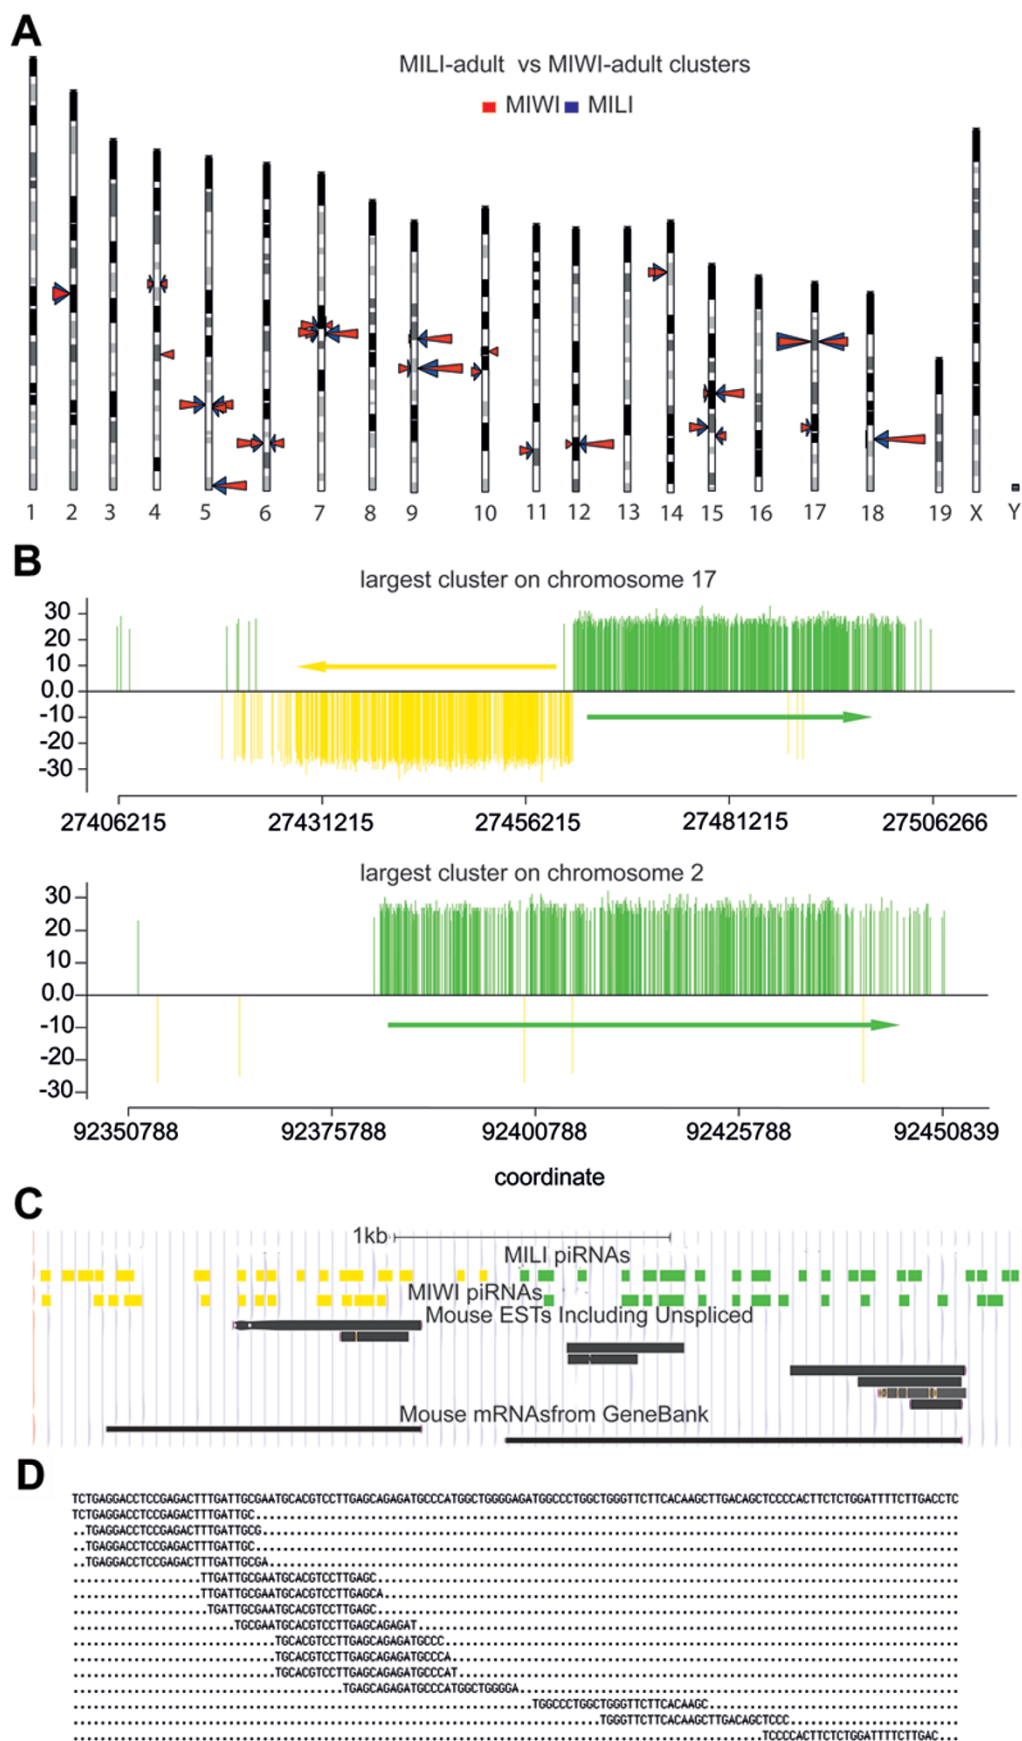 A
MILI-adult vs MIWI-adult clusters
MIWI MILI
1 2 3 4 5 6 7 8 9 10 11 12 13 14 15 16 17 18 19 X Y
B
largest cluster on chromosome 17
30
20
10
0.0
-10
-20
-30
27406215 27431215 27456215 27481215 27506266
largest cluster on chromosome 2
30
20
10
0.0
-10
-20
-30
92350788 92375788 92400788 92425788 92450839
coordinate
C
1kb
MILI piRNAs
MIWI piRNAs
Mouse ESTs Including Unspliced
Mouse mRNAsfrom GeneBank
D
TCTGAGGACCTCCGAGACTTTGATTGCGAATGCACGTCCTTGAGCAGAGATGCCCATGGCTGGGGAGATGGCCCTGGCTGGGTTCTTCACAAGCTTGACAGCTCCCCACTTCTCTGGATTTTCTTGACCTC
TCTGAGGACCTCCGAGACTTTGATTGC
TGAGGACCTCCGAGACTTTGATTGCG
TGAGGACCTCCGAGACTTTGATTGC
TGAGGACCTCCGAGACTTTGATTGCGA
TTGATTGCGAATGCACGTCCTTGAGC
TTGATTGCGAATGCACGTCCTTGAGCA
TGATTGCGAATGCACGTCCTTGAGC
TGCGAATGCACGTCCTTGAGCAGAGAT
TGCACGTCCTTGAGCAGAGATGCCC
TGCACGTCCTTGAGCAGAGATGCCCA
TGCACGTCCTTGAGCAGAGATGCCCAT
TGAGCAGAGATGCCCATGGCTGGGGA
TGGCCCTGGCTGGGTTCTTCACAAGC
TGGGTTCTTCACAAGCTTGACAGCTCCC
TCCCCACTTCTCTGGATTTTCTTGAC